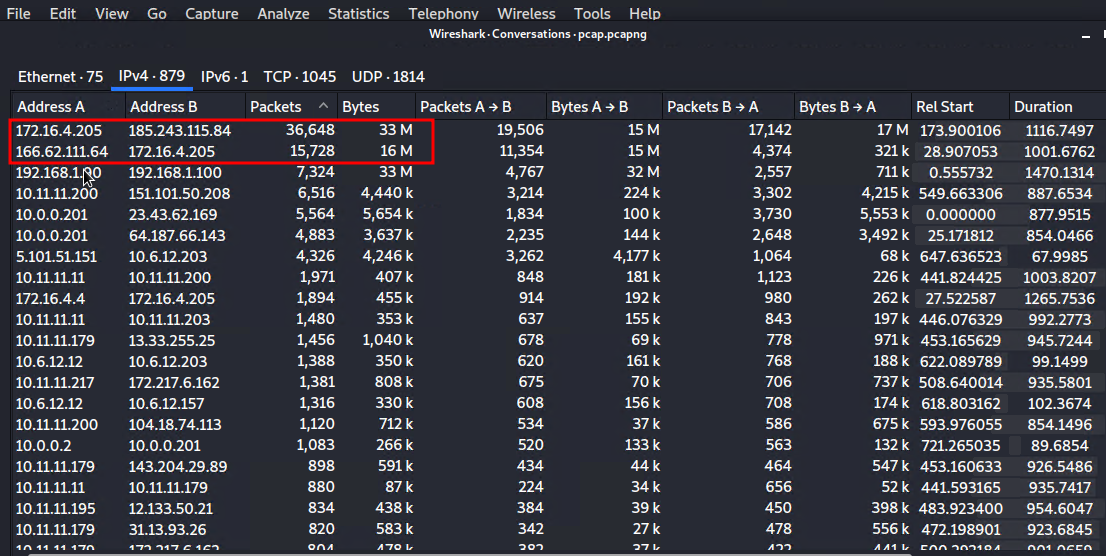 File Edit View Go Capture Analyze Statistics Telephony Wireless Tools Help
Wireshark · Conversations · pcap.pcapng
Ethernet · 75 IPv4 · 879 IPv6 · 1 TCP · 1045 UDP · 1814
Address A Address B Packets Bytes Packets A → B Bytes A → B Packets B → A Bytes B → A Rel Start Duration
172.16.4.205 185.243.115.84 36,648 33 M 19,506 15 M 17,142 17 M 173.900106 1116.7497
166.62.111.64 172.16.4.205 15,728 16 M 11,354 15 M 4,374 321 k 28.907053 1001.6762
192.168.1.90 192.168.1.100 7,324 33 M 4,767 32 M 2,557 711 k 0.555732 1470.1314
10.11.11.200 151.101.50.208 6,516 4,440 k 3,214 224 k 3,302 4,215 k 549.663306 887.6534
10.0.0.201 23.43.62.169 5,564 5,654 k 1,834 100 k 3,730 5,553 k 0.000000 877.9515
10.0.0.201 64.187.66.143 4,883 3,637 k 2,235 144 k 2,648 3,492 k 25.171812 854.0466
5.101.51.151 10.6.12.203 4,326 4,246 k 3,262 4,177 k 1,064 68 k 647.636523 67.9985
10.11.11.11 10.11.11.200 1,971 407 k 848 181 k 1,123 226 k 441.824425 1003.8207
172.16.4.4 172.16.4.205 1,894 455 k 914 192 k 980 262 k 27.522587 1265.7536
10.11.11.11 10.11.11.203 1,480 353 k 637 155 k 843 197 k 446.076329 992.2773
10.11.11.179 13.33.255.25 1,456 1,040 k 678 69 k 778 971 k 453.165629 945.7244
10.6.12.12 10.6.12.203 1,388 350 k 620 161 k 768 188 k 622.089789 99.1499
10.11.11.217 172.217.6.162 1,381 808 k 675 70 k 706 737 k 508.640014 935.5801
10.6.12.12 10.6.12.157 1,316 330 k 608 156 k 708 174 k 618.803162 102.3674
10.11.11.200 104.18.74.113 1,120 712 k 534 37 k 586 675 k 593.976055 854.1496
10.0.0.2 10.0.0.201 1,083 266 k 520 133 k 563 132 k 721.265035 89.6854
10.11.11.179 143.204.29.89 898 591 k 434 44 k 464 547 k 453.160633 926.5486
10.11.11.11 10.11.11.179 880 87 k 224 34 k 656 52 k 441.593165 935.7417
10.11.11.195 12.133.50.21 834 438 k 384 39 k 450 398 k 483.923400 954.6047
10.11.11.179 31.13.93.26 820 583 k 342 27 k 478 556 k 472.198901 923.6845
10.11.11.179 172.217.6.162 804 478 k 382 37 k 422 441 k 500.292184 901.0659